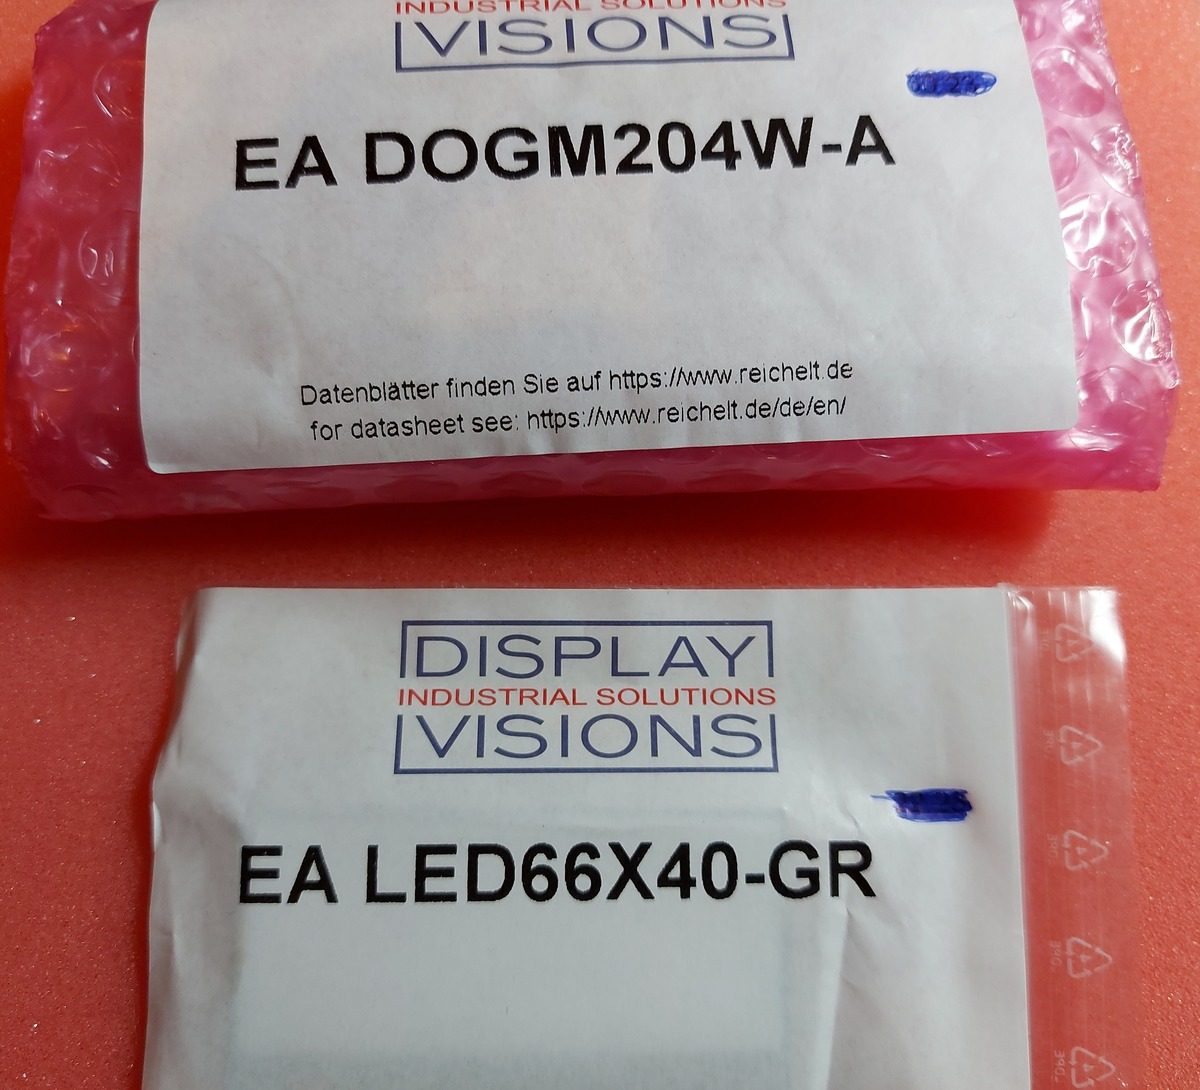 INDUSTRIAL SOLUTIONS
VISIONS
EA DOGM204W-A
Datenblätter finden Sie auf https://www.reichelt.de
for datasheet see: https://www.reichelt.de/de/en/
DISPLAY
INDUSTRIAL SOLUTIONS
VISIONS
EA LED66X40-GR